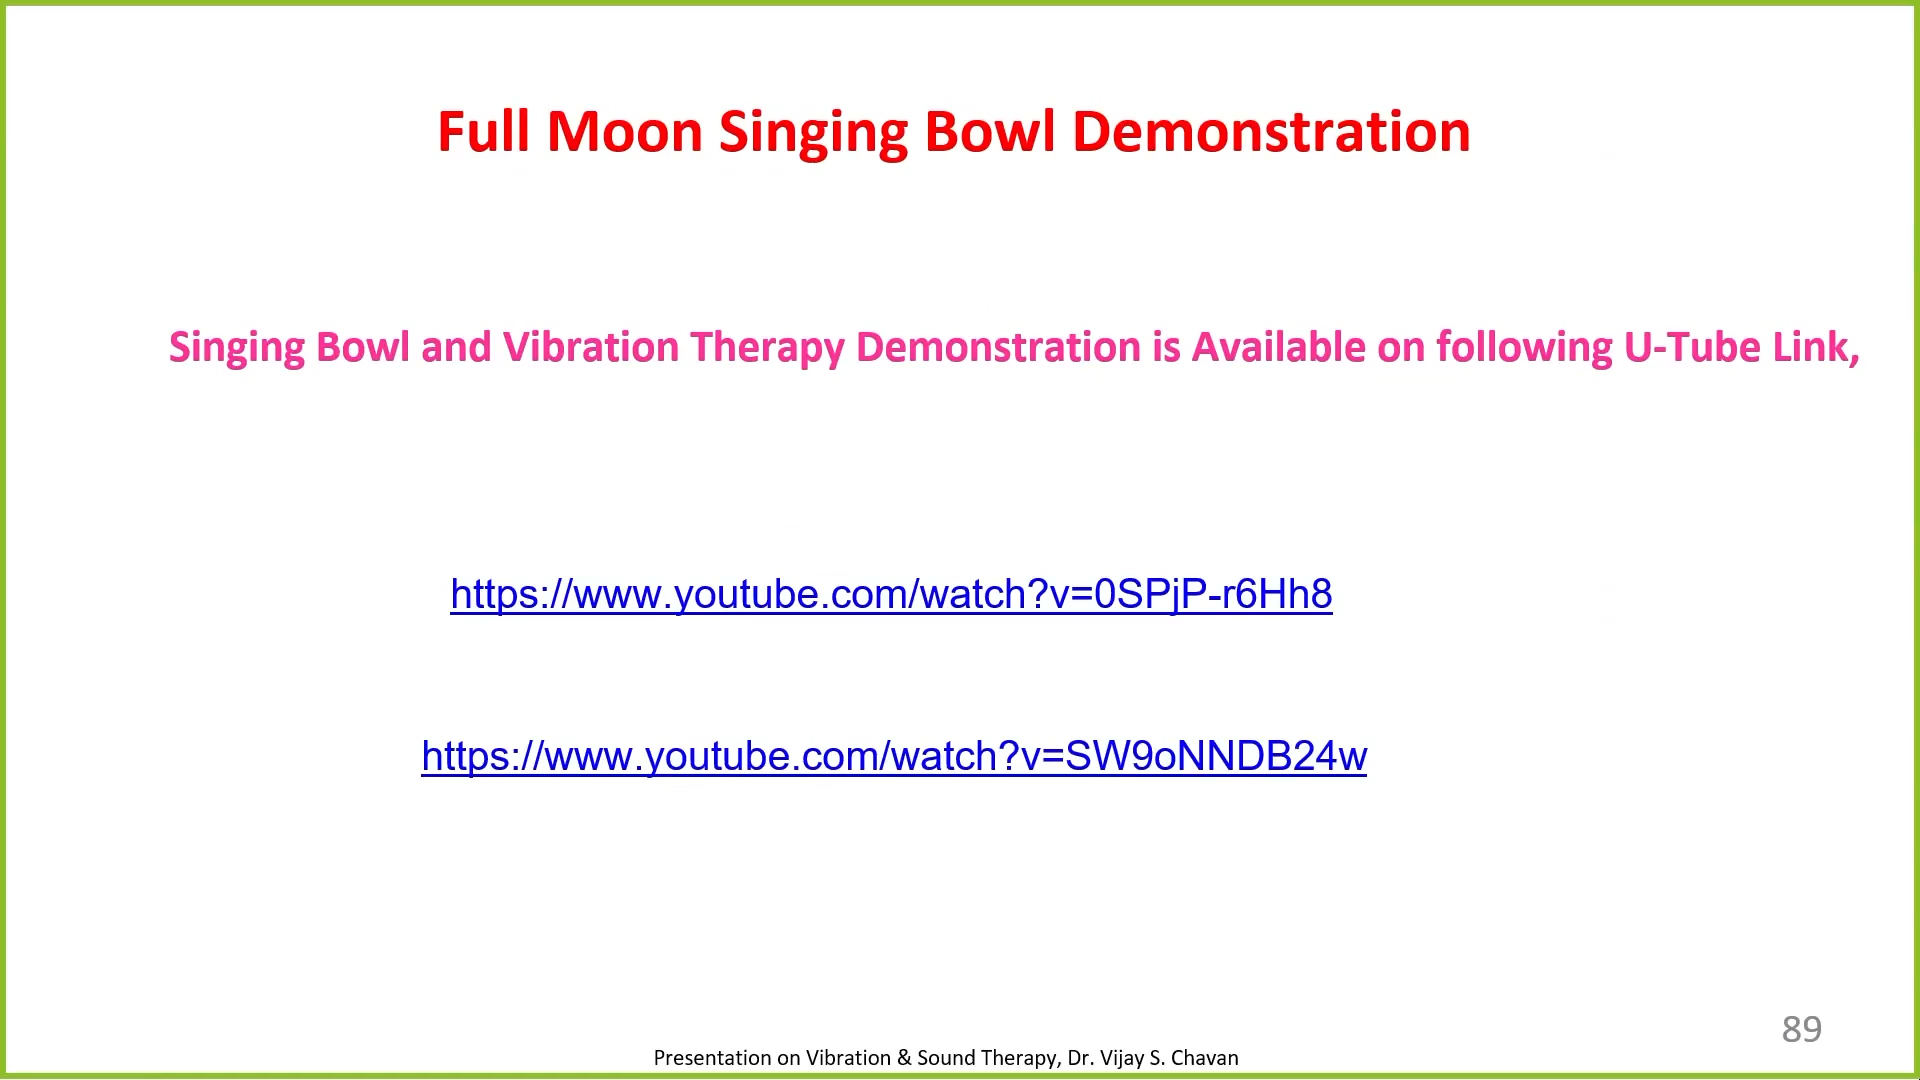 Full Moon Singing Bowl Demonstration
Singing Bowl and Vibration Therapy Demonstration is Available on following U-Tube Link,
https://www.youtube.com/watch?v=0SPjP-r6Hh8
https://www.youtube.com/watch?v=SW9oNNDB24w
89
Presentation on Vibration & Sound Therapy, Dr. Vijay S. Chavan